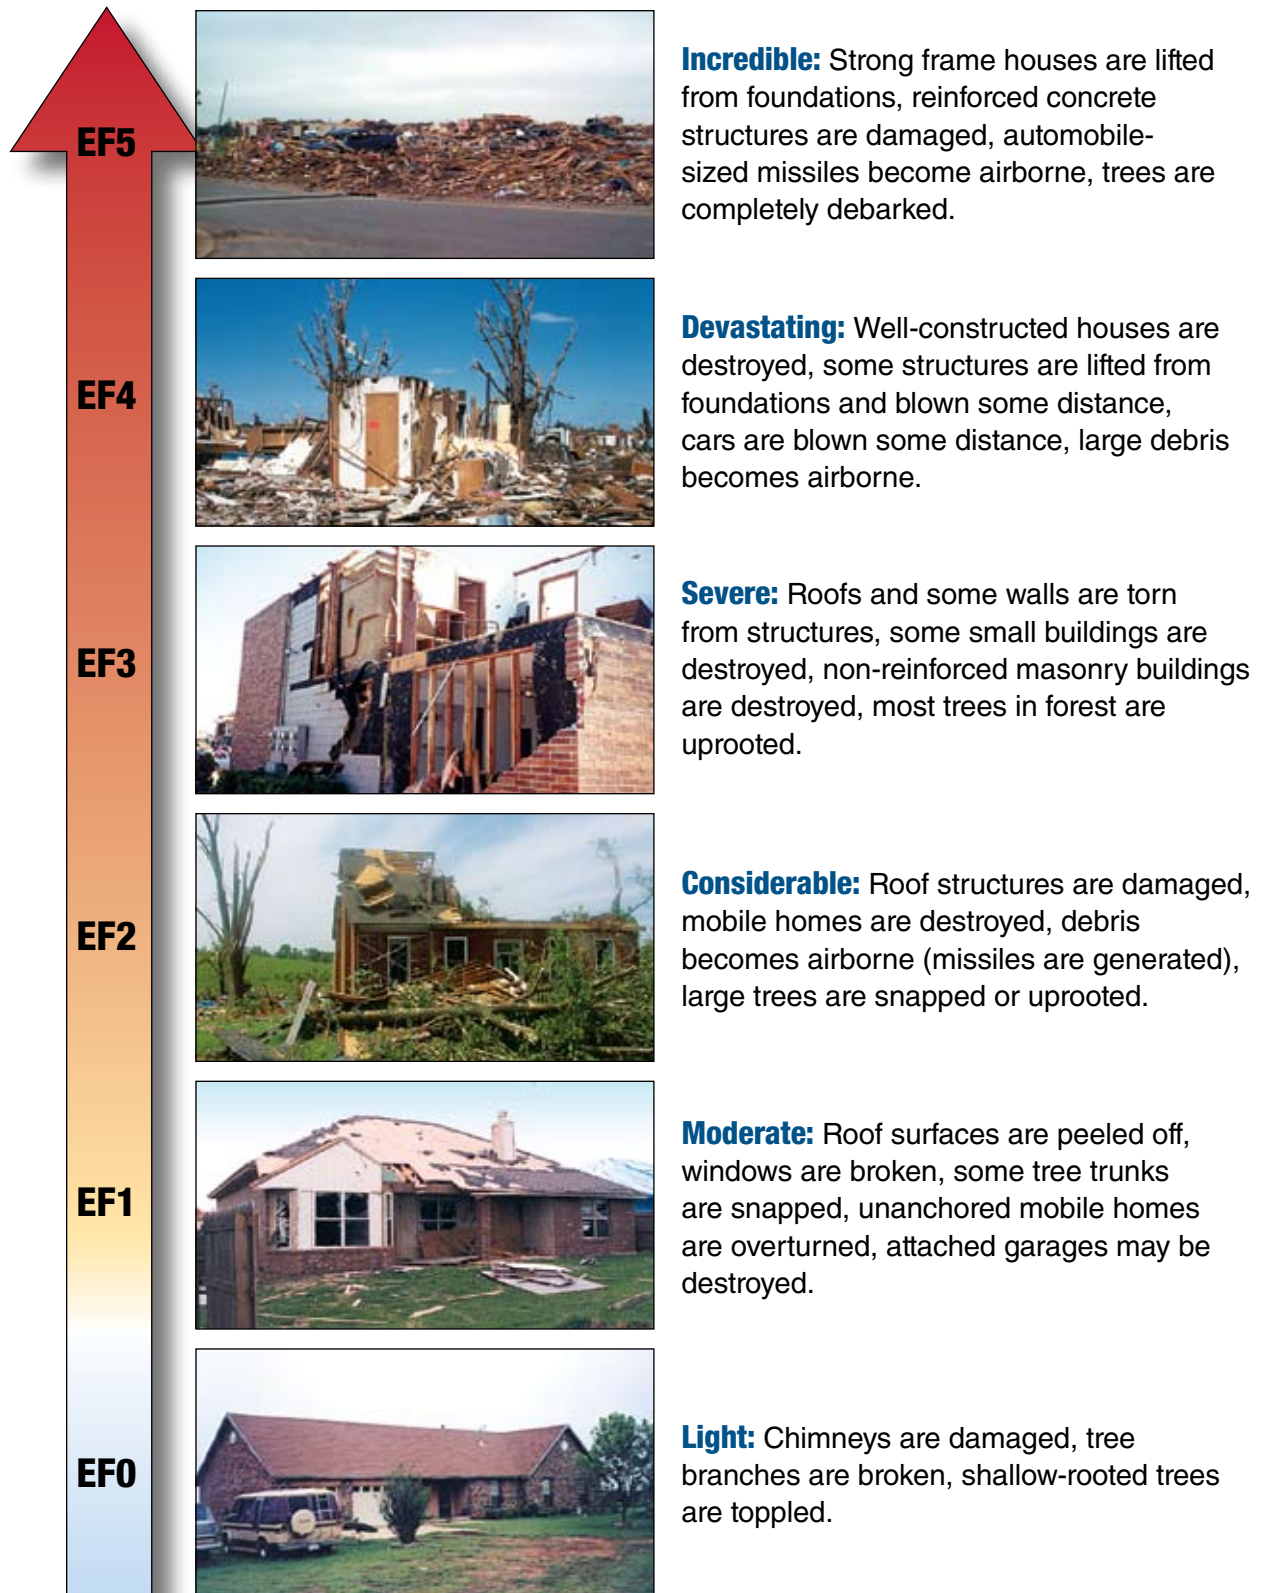 EF5
Incredible: Strong frame houses are lifted
from foundations, reinforced concrete
structures are damaged, automobile-
sized missiles become airborne, trees are
completely debarked.
EF4
Devastating: Well-constructed houses are
destroyed, some structures are lifted from
foundations and blown some distance,
cars are blown some distance, large debris
becomes airborne.
EF3
Severe: Roofs and some walls are torn
from structures, some small buildings are
destroyed, non-reinforced masonry buildings
are destroyed, most trees in forest are
uprooted.
EF2
Considerable: Roof structures are damaged,
mobile homes are destroyed, debris
becomes airborne (missiles are generated),
large trees are snapped or uprooted.
EF1
Moderate: Roof surfaces are peeled off,
windows are broken, some tree trunks
are snapped, unanchored mobile homes
are overturned, attached garages may be
destroyed.
EF0
Light: Chimneys are damaged, tree
branches are broken, shallow-rooted trees
are toppled.